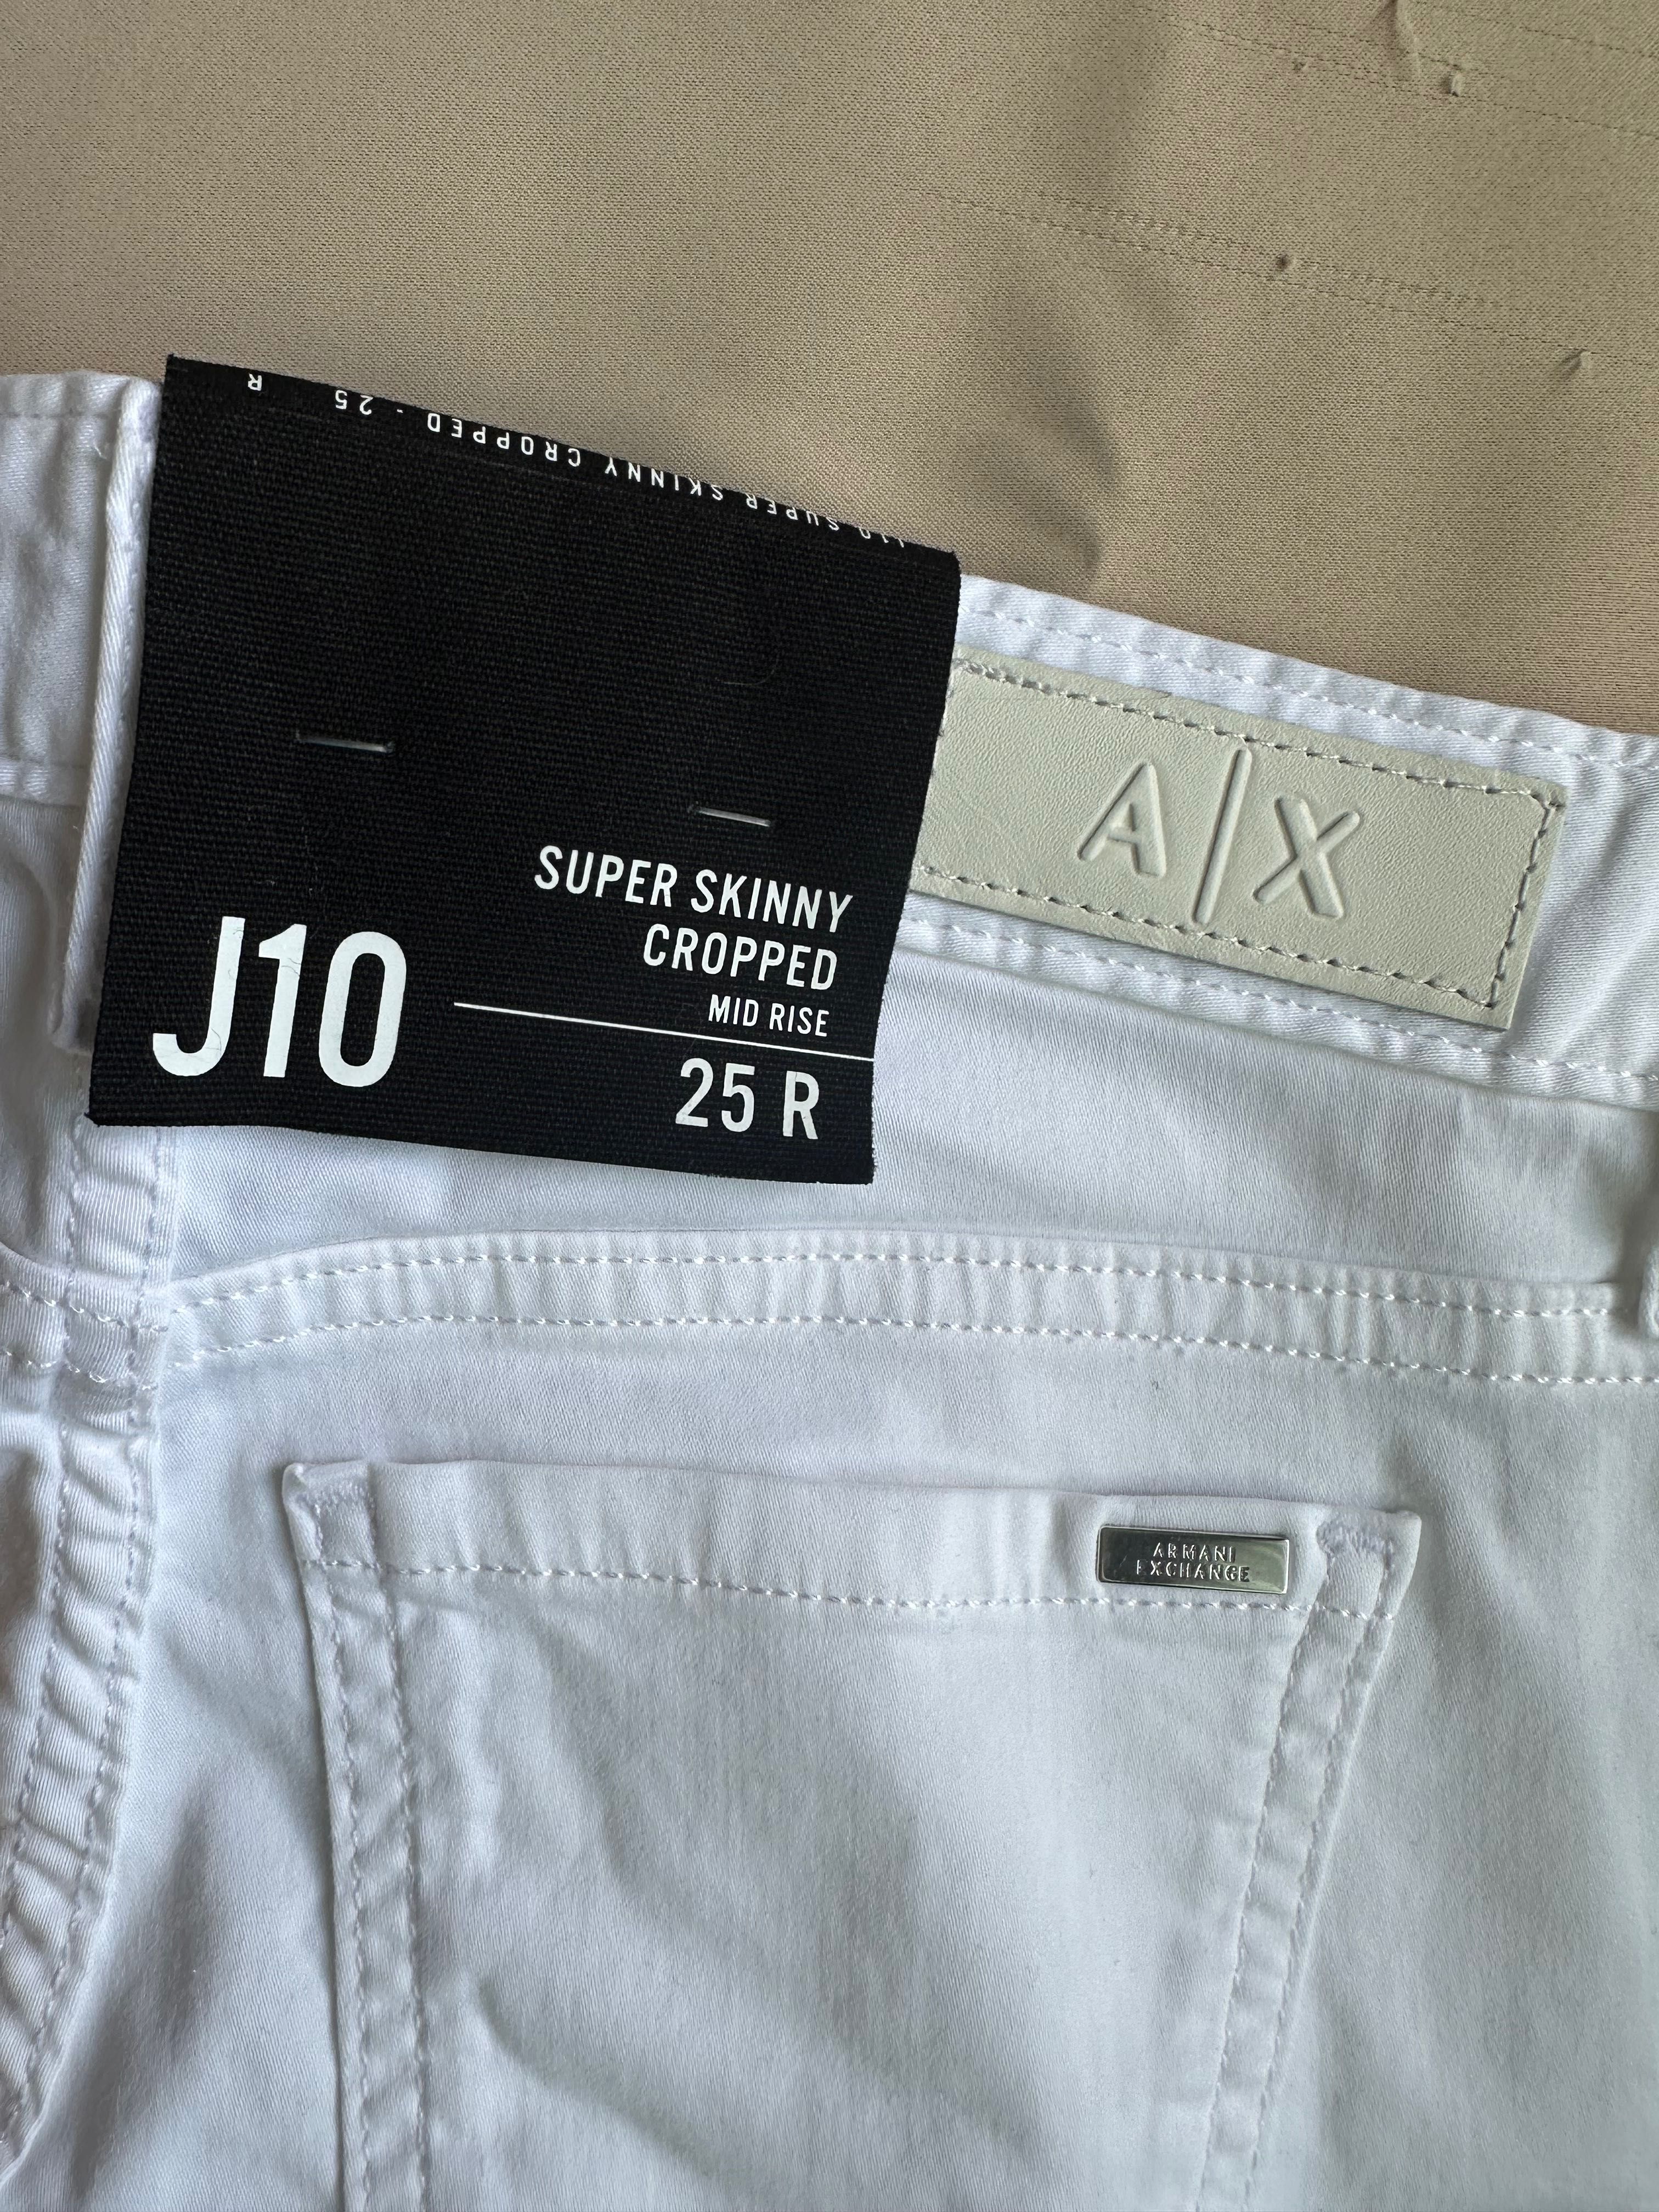 J10 SUPER SKINNY CROPPED - 25 R
SUPER SKINNY
CROPPED
MID RISE
J10
25 R
A|X
ARMANI
EXCHANGE